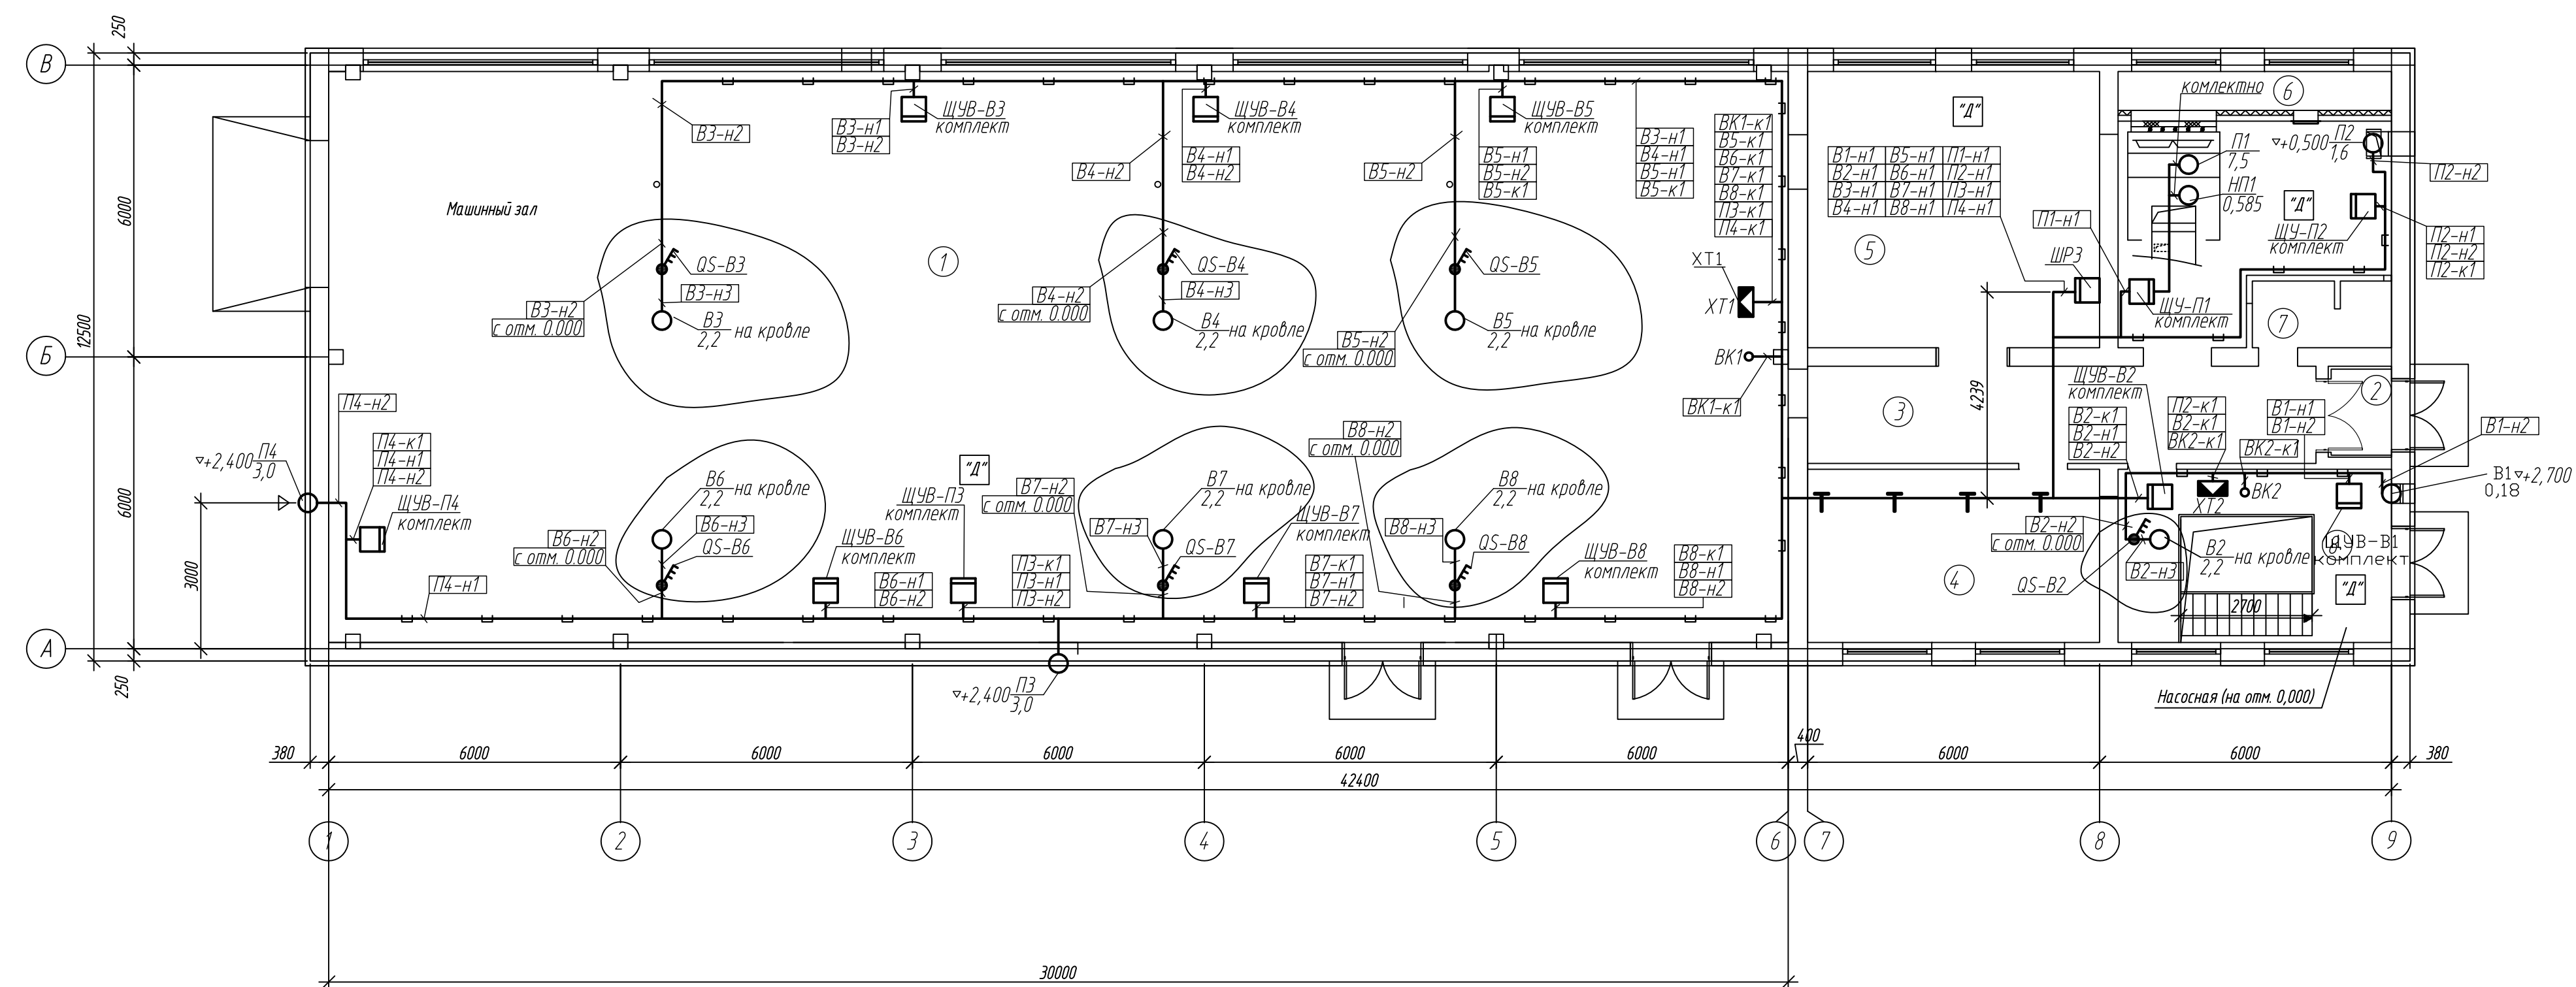 250
В
6000
12500
Б
6000
3000
А
250
Машинный зал
1
В3-н2
В3-н1
В3-н2
ЩУВ-В3
комплект
В4-н2
В4-н1
В4-н2
ЩУВ-В4
комплект
В5-н2
В5-н1
В5-н2
В5-к1
ЩУВ-В5
комплект
В3-н1
В4-н1
В5-н1
В5-к1
ВК1-к1
В5-к1
В6-к1
В7-к1
В8-к1
П3-к1
П4-к1
QS-В3
В3-н3
В3-н2
с отм. 0.000
В3
2,2
на кровле
QS-В4
В4-н3
В4-н2
с отм. 0.000
В4
2,2
на кровле
QS-В5
В5-н2
с отм. 0.000
В5
2,2
на кровле
ХТ1
ХТ1
ВК1
ВК1-к1
П4-н2
П4-к1
П4-н1
П4-н2
+2,400
П4
3,0
ЩУВ-П4
комплект
П4-н1
В6
2,2
на кровле
В6-н3
QS-В6
В6-н2
с отм. 0.000
ЩУВ-В6
комплект
В6-н1
В6-н2
"Д"
ЩУВ-П3
комплект
П3-к1
П3-н1
П3-н2
В7-н2
с отм. 0.000
В7
2,2
на кровле
В7-н3
QS-В7
ЩУВ-В7
комплект
В7-к1
В7-н1
В7-н2
В8-н2
с отм. 0.000
В8
2,2
на кровле
В8-н3
QS-В8
ЩУВ-В8
комплект
В8-к1
В8-н1
В8-н2
+2,400
П3
3,0
"Д"
В1-н1 В5-н1 П1-н1
В2-н1 В6-н1 П2-н1
В3-н1 В7-н1 П3-н1
В4-н1 В8-н1 П4-н1
5
ШР3
П1-н1
комлектно
6
П1
7,5
НП1
0,585
+0,500
П2
1,6
П2-н2
"Д"
ЩУ-П2
комплект
П2-н1
П2-н2
П2-к1
ЩУ-П1
комплект
7
4239
3
ЩУВ-В2
комплект
В2-к1
В2-н1
В2-н2
П2-к1
В2-к1
ВК2-к1
ВК2-к1
В1-н1
В1-н2
2
В1-н2
В1
+2,700
0,18
ХТ2
ВК2
В2-н2
с отм. 0.000
QS-В2
В2-н3
В2
2,2
на кровле
ЩУВ-В1
комплект
4
"Д"
2700
Насосная (на отм. 0,000)
380
6000
6000
6000
6000
6000
400
6000
6000
380
42400
1
2
3
4
5
6
7
8
9
30000